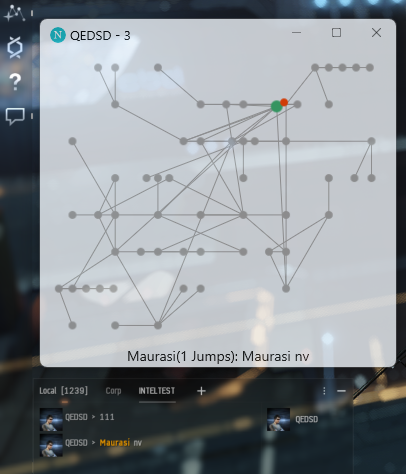 N QEDSD - 3
?
Maurasi(1 Jumps): Maurasi nv
Local [1239] Corp INTELTEST +
QEDSD > 111
QEDSD
QEDSD > Maurasi nv